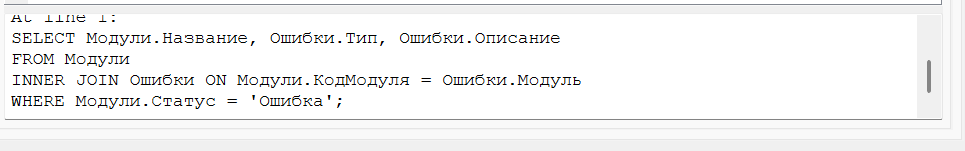 At line 1:
SELECT Модули.Название, Ошибки.Тип, Ошибки.Описание
FROM Модули
INNER JOIN Ошибки ON Модули.КодМодуля = Ошибки.Модуль
WHERE Модули.Статус = 'Ошибка';